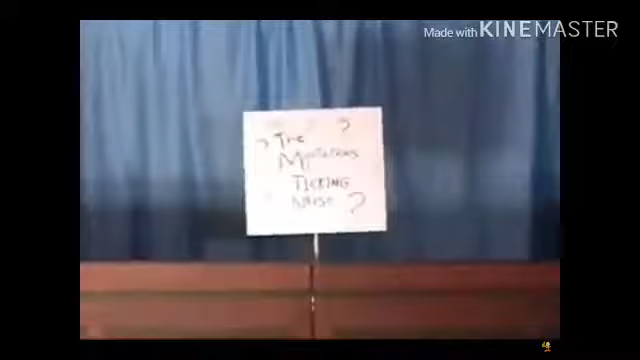 Made with KINEMASTER
?
? The
Mysterious
TICKING
Noise ?